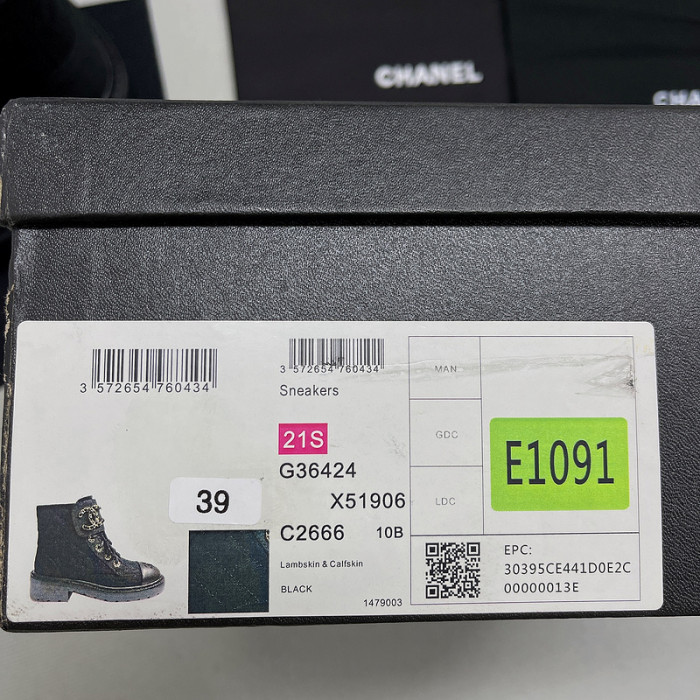 CHANEL
CHA
3 572654 760434
3 572654 760434
Sneakers
21S
G36424
X51906
39
C2666 10B
Lambskin & Calfskin
BLACK
1479003
MAN
GDC
LDC
E1091
EPC:
30395CE441D0E2C
00000013E